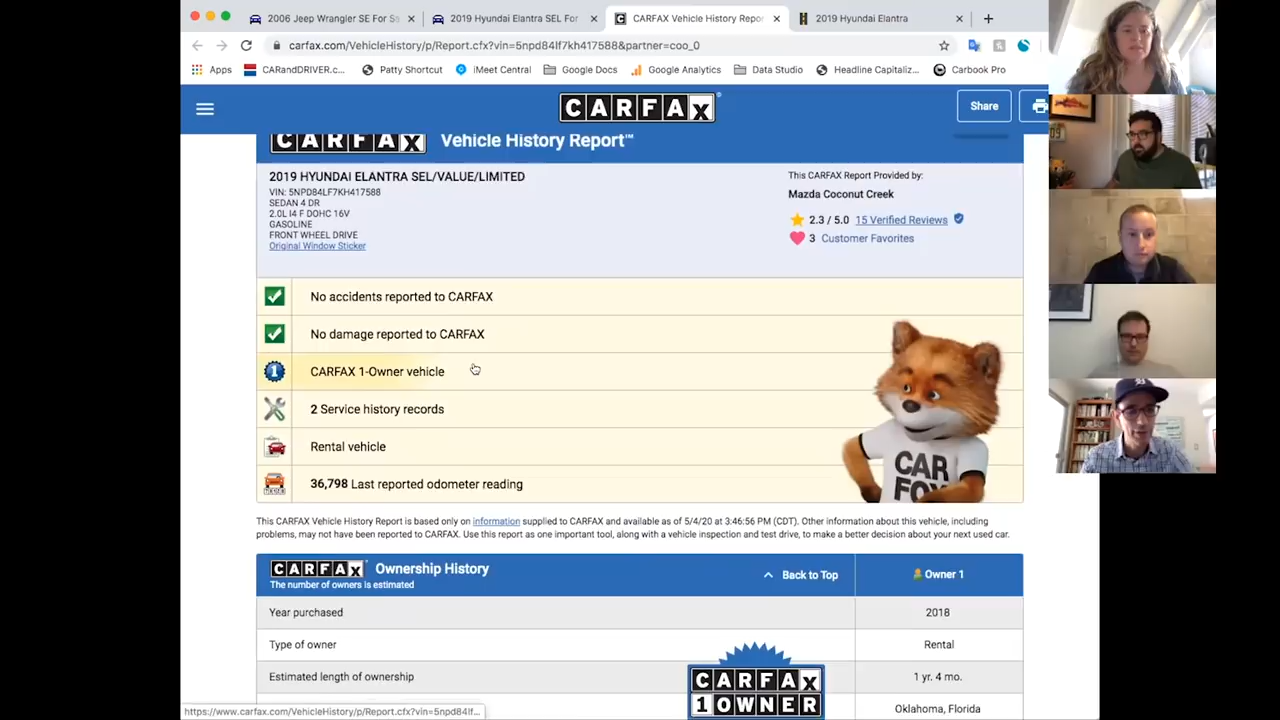 2006 Jeep Wrangler SE For Sa
2019 Hyundai Elantra SEL For
CARFAX Vehicle History Repor
2019 Hyundai Elantra
carfax.com/VehicleHistory/p/Report.cfx?vin=5npd84lf7kh417588&partner=coo_0
Apps
CARandDRIVER.c...
Patty Shortcut
iMeet Central
Google Docs
Google Analytics
Data Studio
Headline Capitaliz...
Carbook Pro
CARFAX
Share
CARFAX Vehicle History Report™
2019 HYUNDAI ELANTRA SEL/VALUE/LIMITED
VIN: 5NPD84LF7KH417588
SEDAN 4 DR
2.0L I4 F DOHC 16V
GASOLINE
FRONT WHEEL DRIVE
Original Window Sticker
This CARFAX Report Provided by:
Mazda Coconut Creek
2.3 / 5.0 15 Verified Reviews
3 Customer Favorites
No accidents reported to CARFAX
No damage reported to CARFAX
1 CARFAX 1-Owner vehicle
2 Service history records
Rental vehicle
36,798 Last reported odometer reading
CAR
FOX
This CARFAX Vehicle History Report is based only on information supplied to CARFAX and available as of 5/4/20 at 3:46:56 PM (CDT). Other information about this vehicle, including
problems, may not have been reported to CARFAX. Use this report as one important tool, along with a vehicle inspection and test drive, to make a better decision about your next used car.
CARFAX Ownership History
The number of owners is estimated
Back to Top
Owner 1
Year purchased 2018
Type of owner Rental
Estimated length of ownership 1 yr. 4 mo.
CARFAX
1 OWNER
Oklahoma, Florida
https://www.carfax.com/VehicleHistory/p/Report.cfx?vin=5npd84lf...